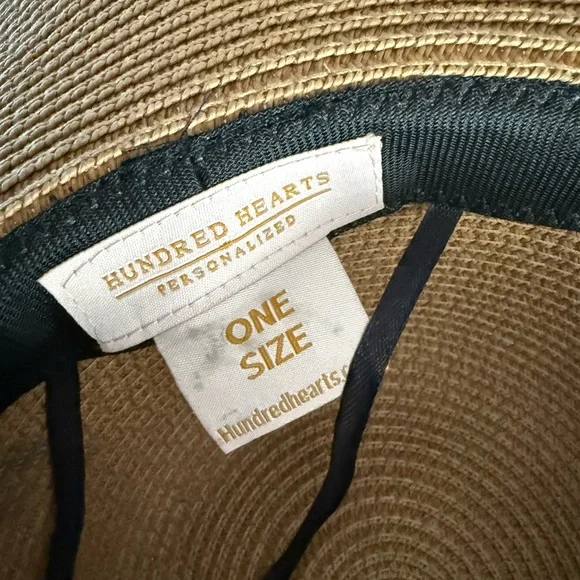 HUNDRED HEARTS
PERSONALIZED
ONE
SIZE
Hundredhearts.